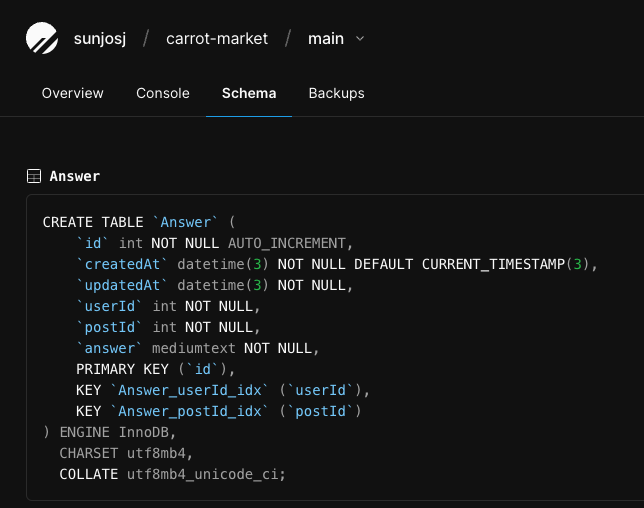 sunjosj / carrot-market / main
Overview Console Schema Backups
Answer
CREATE TABLE `Answer` (
    `id` int NOT NULL AUTO_INCREMENT,
    `createdAt` datetime(3) NOT NULL DEFAULT CURRENT_TIMESTAMP(3),
    `updatedAt` datetime(3) NOT NULL,
    `userId` int NOT NULL,
    `postId` int NOT NULL,
    `answer` mediumtext NOT NULL,
    PRIMARY KEY (`id`),
    KEY `Answer_userId_idx` (`userId`),
    KEY `Answer_postId_idx` (`postId`)
) ENGINE InnoDB,
  CHARSET utf8mb4,
  COLLATE utf8mb4_unicode_ci;